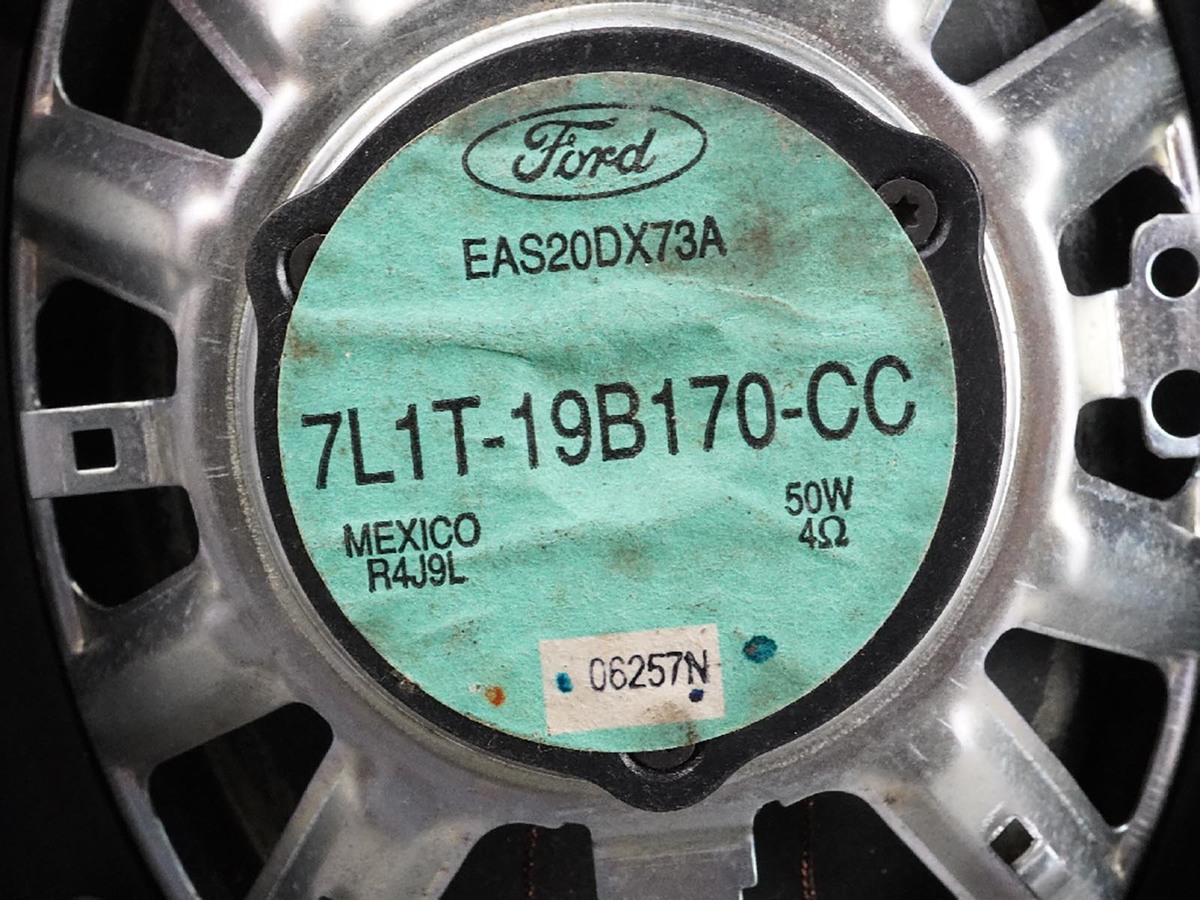 Ford
EAS20DX73A
7L1T-19B170-CC
MEXICO
R4J9L
50W
4Ω
06257N